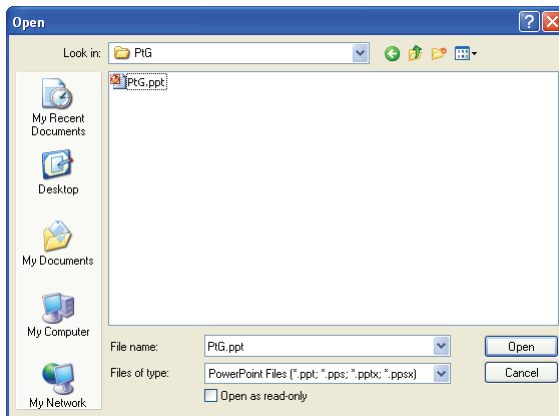 Open
Look in:
PtG
PtG.ppt
My Recent
Documents
Desktop
My Documents
My Computer
My Network
File name:
PtG.ppt
Open
Files of type:
PowerPoint Files (*.ppt; *.pps; *.pptx; *.ppsx)
Cancel
Open as read-only